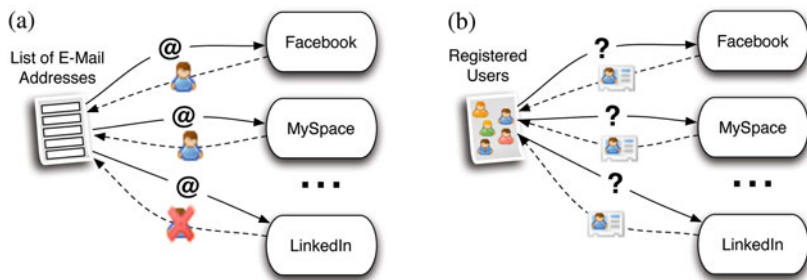 (a)
List of E-Mail
Addresses
@
Facebook
@
MySpace
...
@
LinkedIn
(b)
Registered
Users
?
Facebook
?
MySpace
...
?
LinkedIn